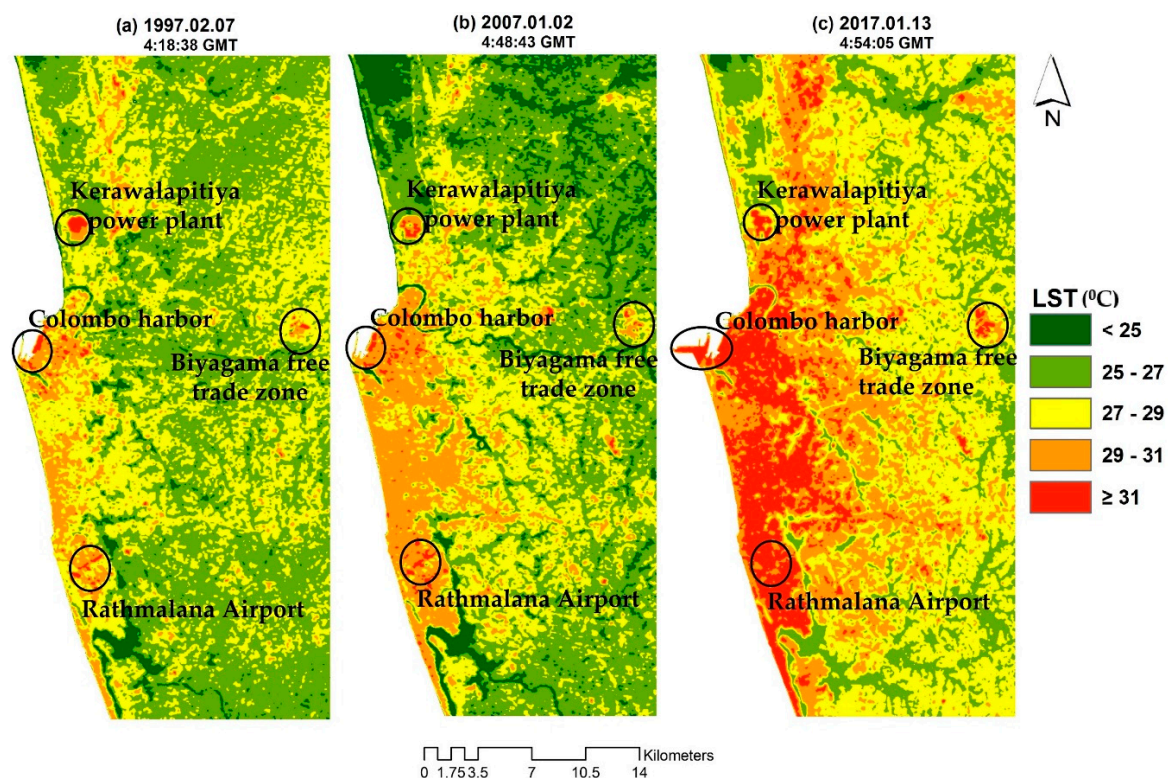 (a) 1997.02.07
4:18:38 GMT
Kerawalapitiya
power plant
Colombo harbor
Biyagama free
trade zone
Rathmalana Airport
(b) 2007.01.02
4:48:43 GMT
Kerawalapitiya
power plant
Colombo harbor
Biyagama free
trade zone
Rathmalana Airport
(c) 2017.01.13
4:54:05 GMT
Kerawalapitiya
power plant
Colombo harbor
Biyagama free
trade zone
Rathmalana Airport
N
LST (⁰C)
< 25
25 - 27
27 - 29
29 - 31
≥ 31
Kilometers
0 1.75 3.5 7 10.5 14